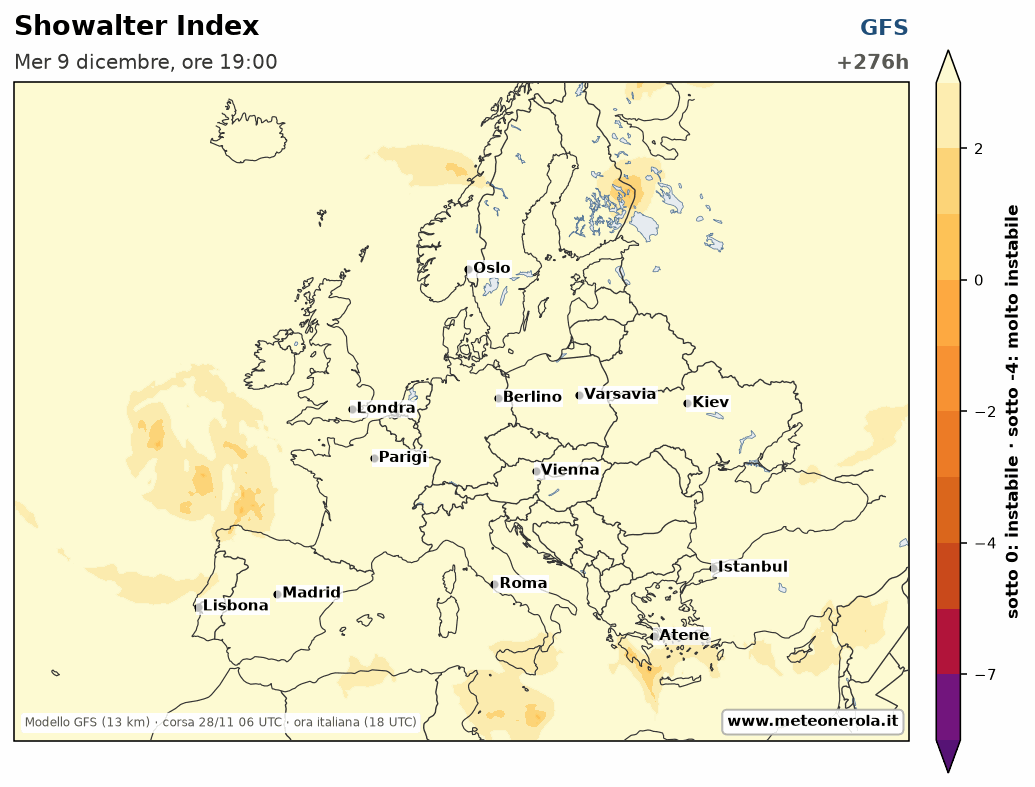 Showalter Index
GFS
Mer 9 dicembre, ore 19:00
+276h
Oslo
Londra
Berlino
Varsavia
Kiev
Parigi
Vienna
Istanbul
Roma
Madrid
Lisbona
Atene
Modello GFS (13 km) · corsa 28/11 06 UTC · ora italiana (18 UTC)
www.meteonerola.it
2
0
−2
−4
−7
sotto 0: instabile · sotto -4: molto instabile